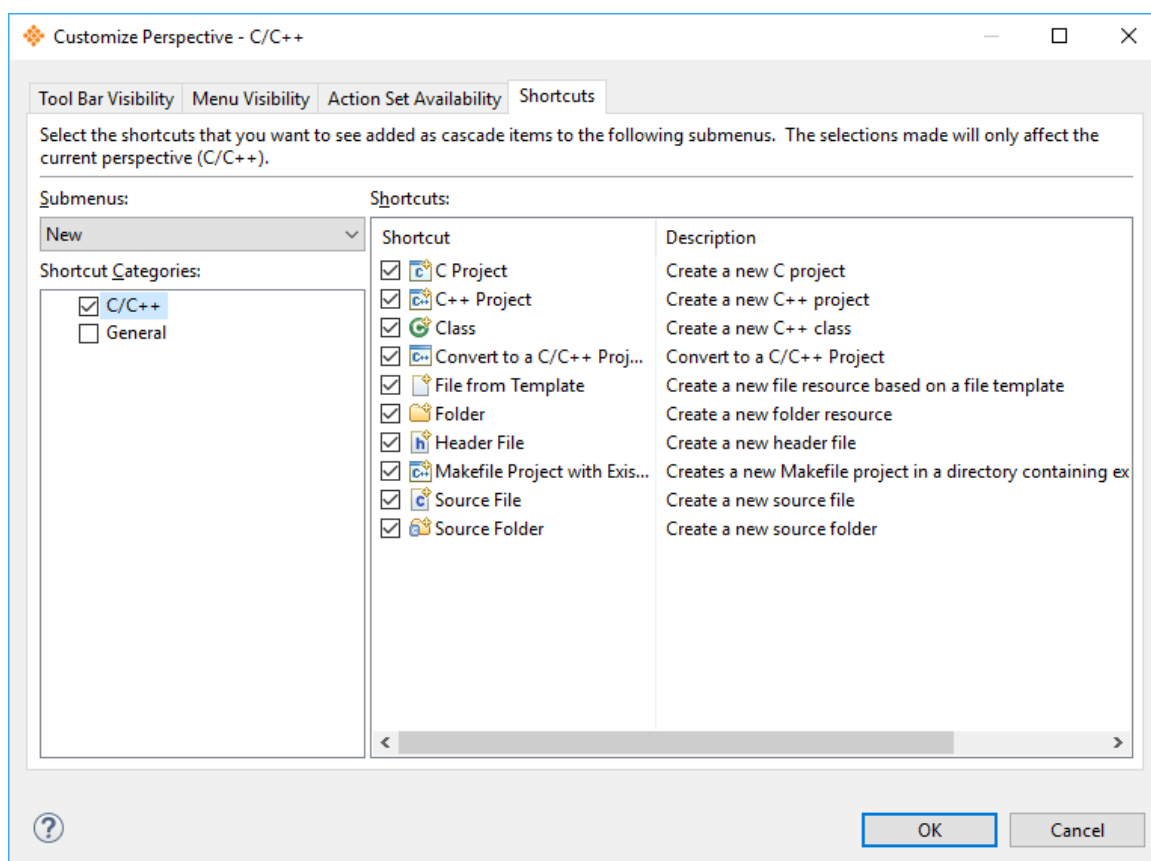 Customize Perspective - C/C++
Tool Bar Visibility Menu Visibility Action Set Availability Shortcuts
Select the shortcuts that you want to see added as cascade items to the following submenus. The selections made will only affect the
current perspective (C/C++).
Submenus:
New
Shortcut Categories:
C/C++
General
Shortcuts:
Shortcut Description
C Project Create a new C project
C++ Project Create a new C++ project
Class Create a new C++ class
Convert to a C/C++ Proj... Convert to a C/C++ Project
File from Template Create a new file resource based on a file template
Folder Create a new folder resource
Header File Create a new header file
Makefile Project with Exis... Creates a new Makefile project in a directory containing ex
Source File Create a new source file
Source Folder Create a new source folder
OK Cancel